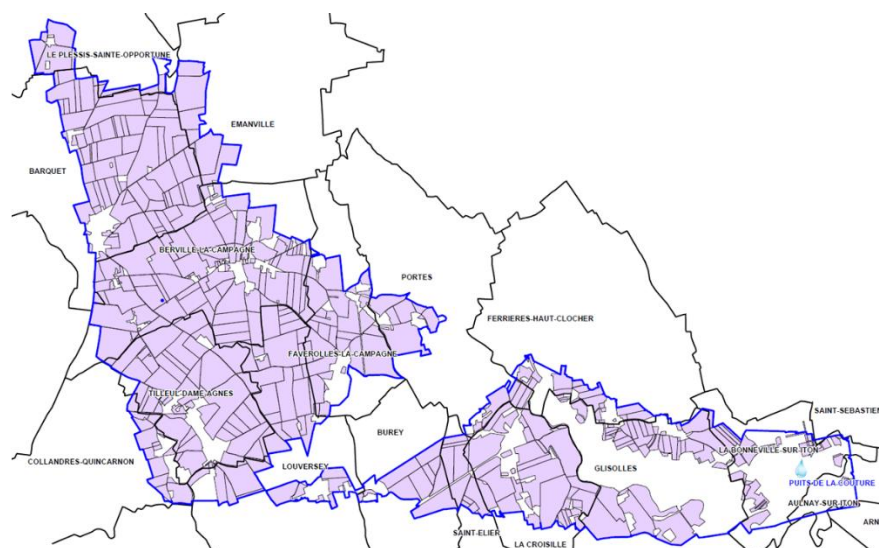 LE PLESSIS-SAINTE-OPPORTUNE
EMANVILLE
BARQUET
BERVILLE-LA-CAMPAGNE
PORTES
FERRIERES-HAUT-CLOCHER
FAVEROLLES-LA-CAMPAGNE
TILLEUL-DAME-AGNES
SAINT-SEBASTIEN
BUREY
COLLANDRES-QUINCARNON
LOUVERSEY
GLISOLLES
LA BONNEVILLE-SUR-ITON
PUITS DE LA COUTURE
AULNAY-SUR-ITON
ARN
SAINT-ELIER
LA CROISILLE